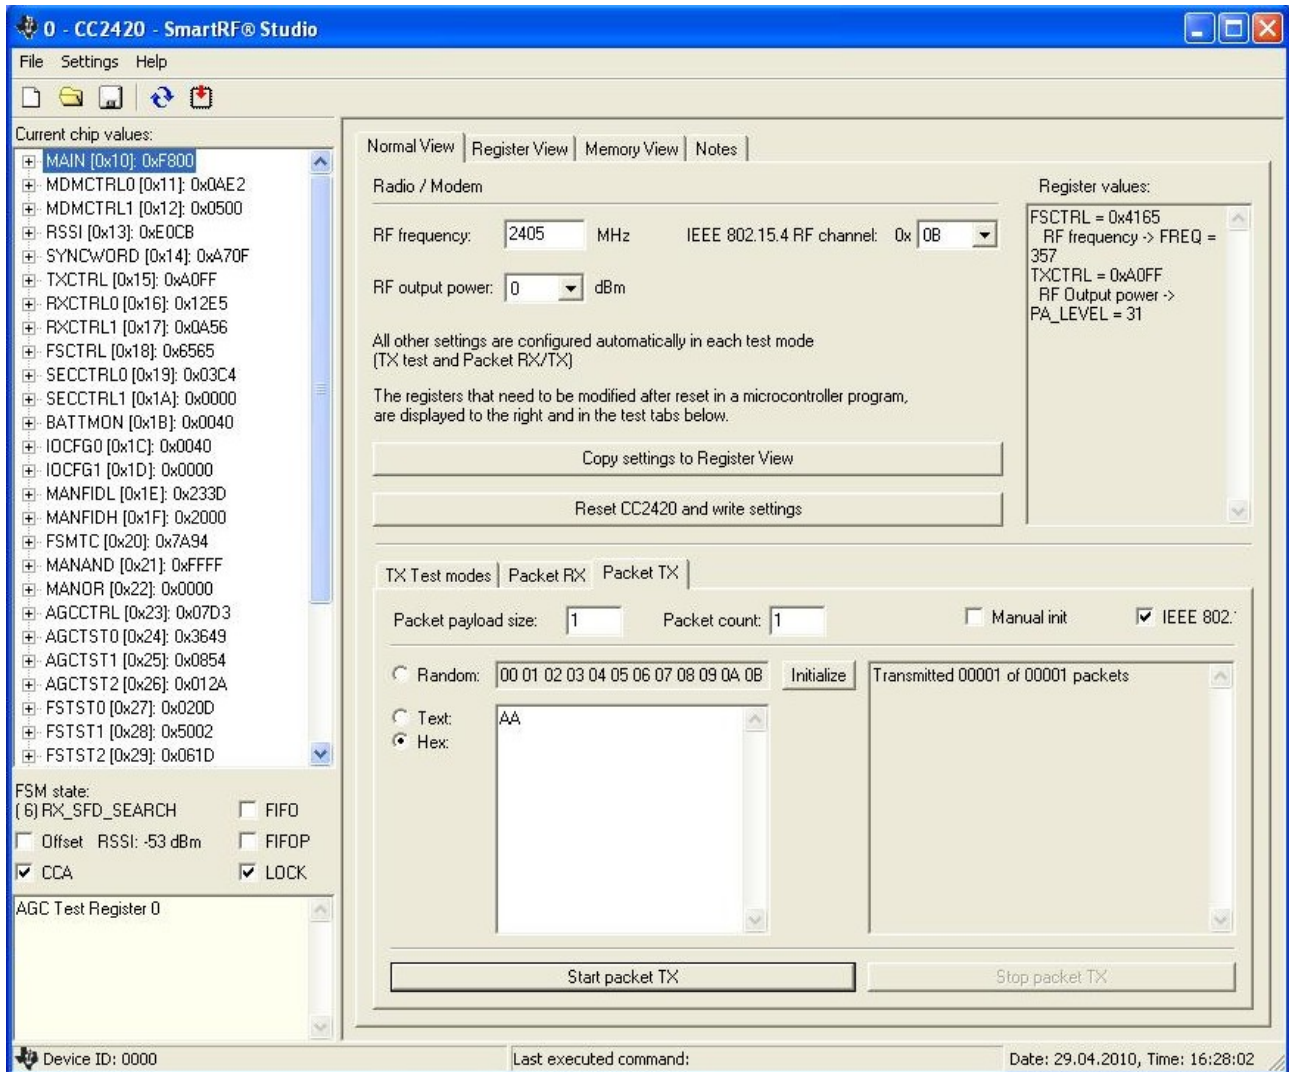 0 - CC2420 - SmartRF® Studio
File Settings Help
Current chip values:
MAIN [0x10]: 0xF800
MDMCTRL0 [0x11]: 0x0AE2
MDMCTRL1 [0x12]: 0x0500
RSSI [0x13]: 0xE0CB
SYNCWORD [0x14]: 0xA70F
TXCTRL [0x15]: 0xA0FF
RXCTRL0 [0x16]: 0x12E5
RXCTRL1 [0x17]: 0x0A56
FSCTRL [0x18]: 0x6565
SECCTRL0 [0x19]: 0x03C4
SECCTRL1 [0x1A]: 0x0000
BATTMON [0x1B]: 0x0040
IOCFG0 [0x1C]: 0x0040
IOCFG1 [0x1D]: 0x0000
MANFIDL [0x1E]: 0x233D
MANFIDH [0x1F]: 0x2000
FSMTC [0x20]: 0x7A94
MANAND [0x21]: 0xFFFF
MANOR [0x22]: 0x0000
AGCCTRL [0x23]: 0x07D3
AGCTST0 [0x24]: 0x3649
AGCTST1 [0x25]: 0x0854
AGCTST2 [0x26]: 0x012A
FSTST0 [0x27]: 0x020D
FSTST1 [0x28]: 0x5002
FSTST2 [0x29]: 0x061D
FSM state:
( 6) RX_SFD_SEARCH FIFO
Offset RSSI: -53 dBm FIFOP
CCA LOCK
AGC Test Register 0
Normal View Register View Memory View Notes
Radio / Modem
RF frequency: 2405 MHz IEEE 802.15.4 RF channel: 0x 0B
RF output power: 0 dBm
All other settings are configured automatically in each test mode
(TX test and Packet RX/TX)
The registers that need to be modified after reset in a microcontroller program,
are displayed to the right and in the test tabs below.
Copy settings to Register View
Reset CC2420 and write settings
Register values:
FSCTRL = 0x4165
RF frequency -> FREQ =
357
TXCTRL = 0xA0FF
RF Output power ->
PA_LEVEL = 31
TX Test modes Packet RX Packet TX
Packet payload size: 1 Packet count: 1 Manual init IEEE 802.
Random: 00 01 02 03 04 05 06 07 08 09 0A 0B Initialize
Text:
Hex:
AA
Transmitted 00001 of 00001 packets
Start packet TX Stop packet TX
Device ID: 0000 Last executed command: Date: 29.04.2010, Time: 16:28:02